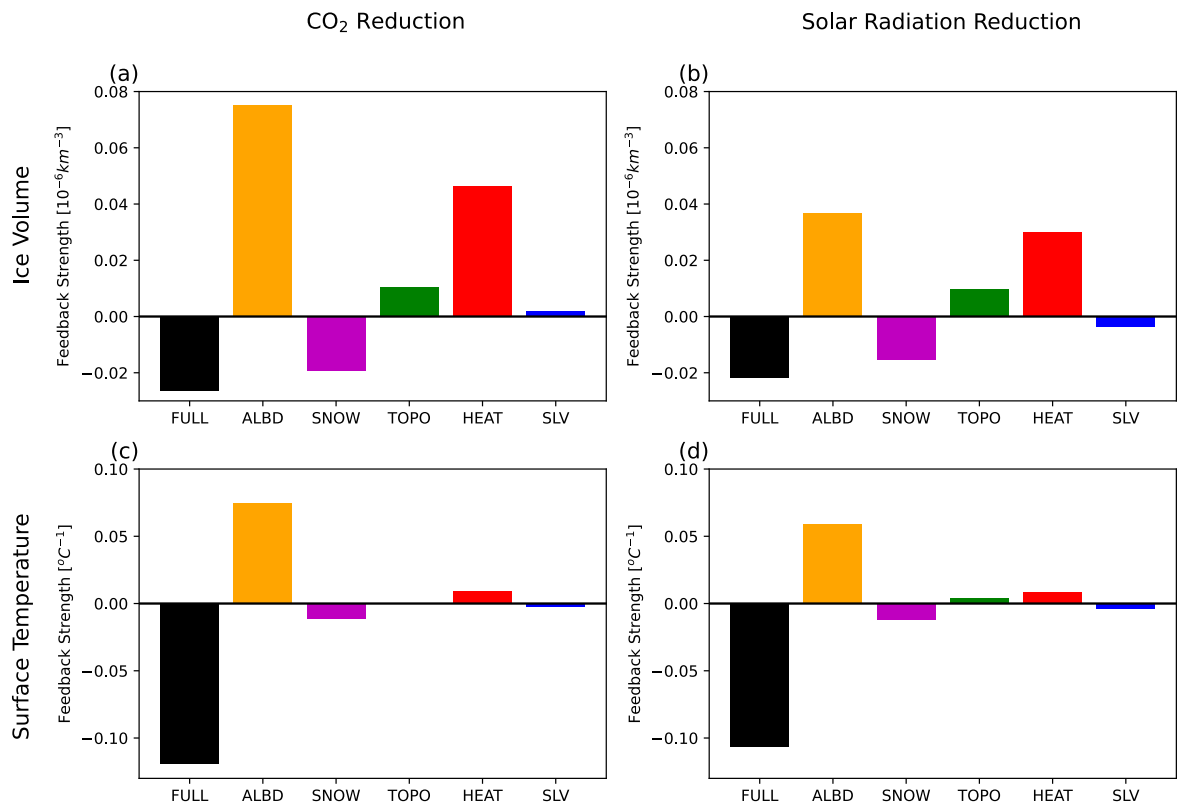 CO₂ Reduction
Solar Radiation Reduction
Ice Volume
Surface Temperature
(a)
Feedback Strength [10⁻⁶km⁻³]
0.08
0.06
0.04
0.02
0.00
−0.02
FULL ALBD SNOW TOPO HEAT SLV
(b)
Feedback Strength [10⁻⁶km⁻³]
0.08
0.06
0.04
0.02
0.00
−0.02
FULL ALBD SNOW TOPO HEAT SLV
(c)
Feedback Strength [°C⁻¹]
0.10
0.05
0.00
−0.05
−0.10
FULL ALBD SNOW TOPO HEAT SLV
(d)
Feedback Strength [°C⁻¹]
0.10
0.05
0.00
−0.05
−0.10
FULL ALBD SNOW TOPO HEAT SLV